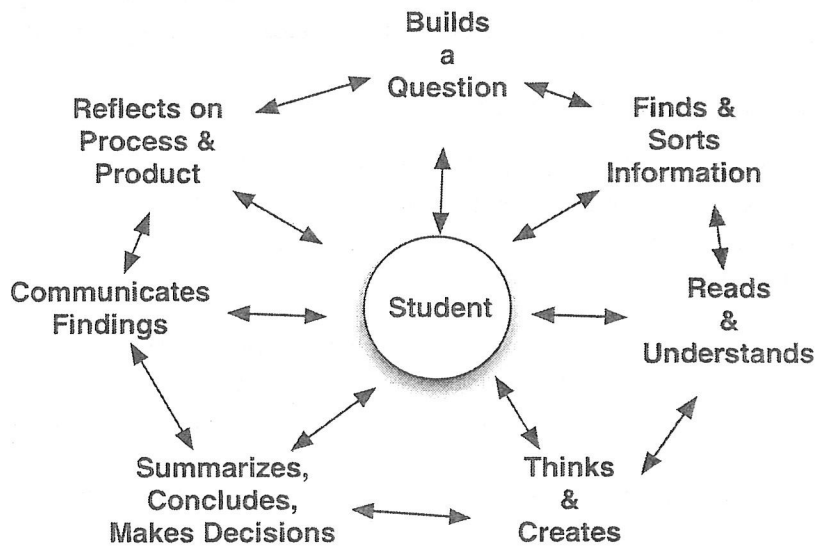 Builds
a
Question
Finds &
Sorts
Information
Reads
&
Understands
Thinks
&
Creates
Summarizes,
Concludes,
Makes Decisions
Communicates
Findings
Reflects on
Process &
Product
Student